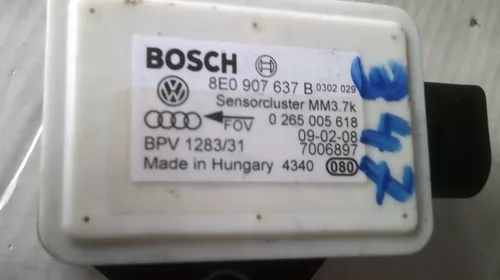 BOSCH
8E0 907 637 B 0302 029
Sensorcluster MM3.7k
FOV 0 265 005 618
09-02-08
BPV 1283/31 7006897
Made in Hungary 4340 080